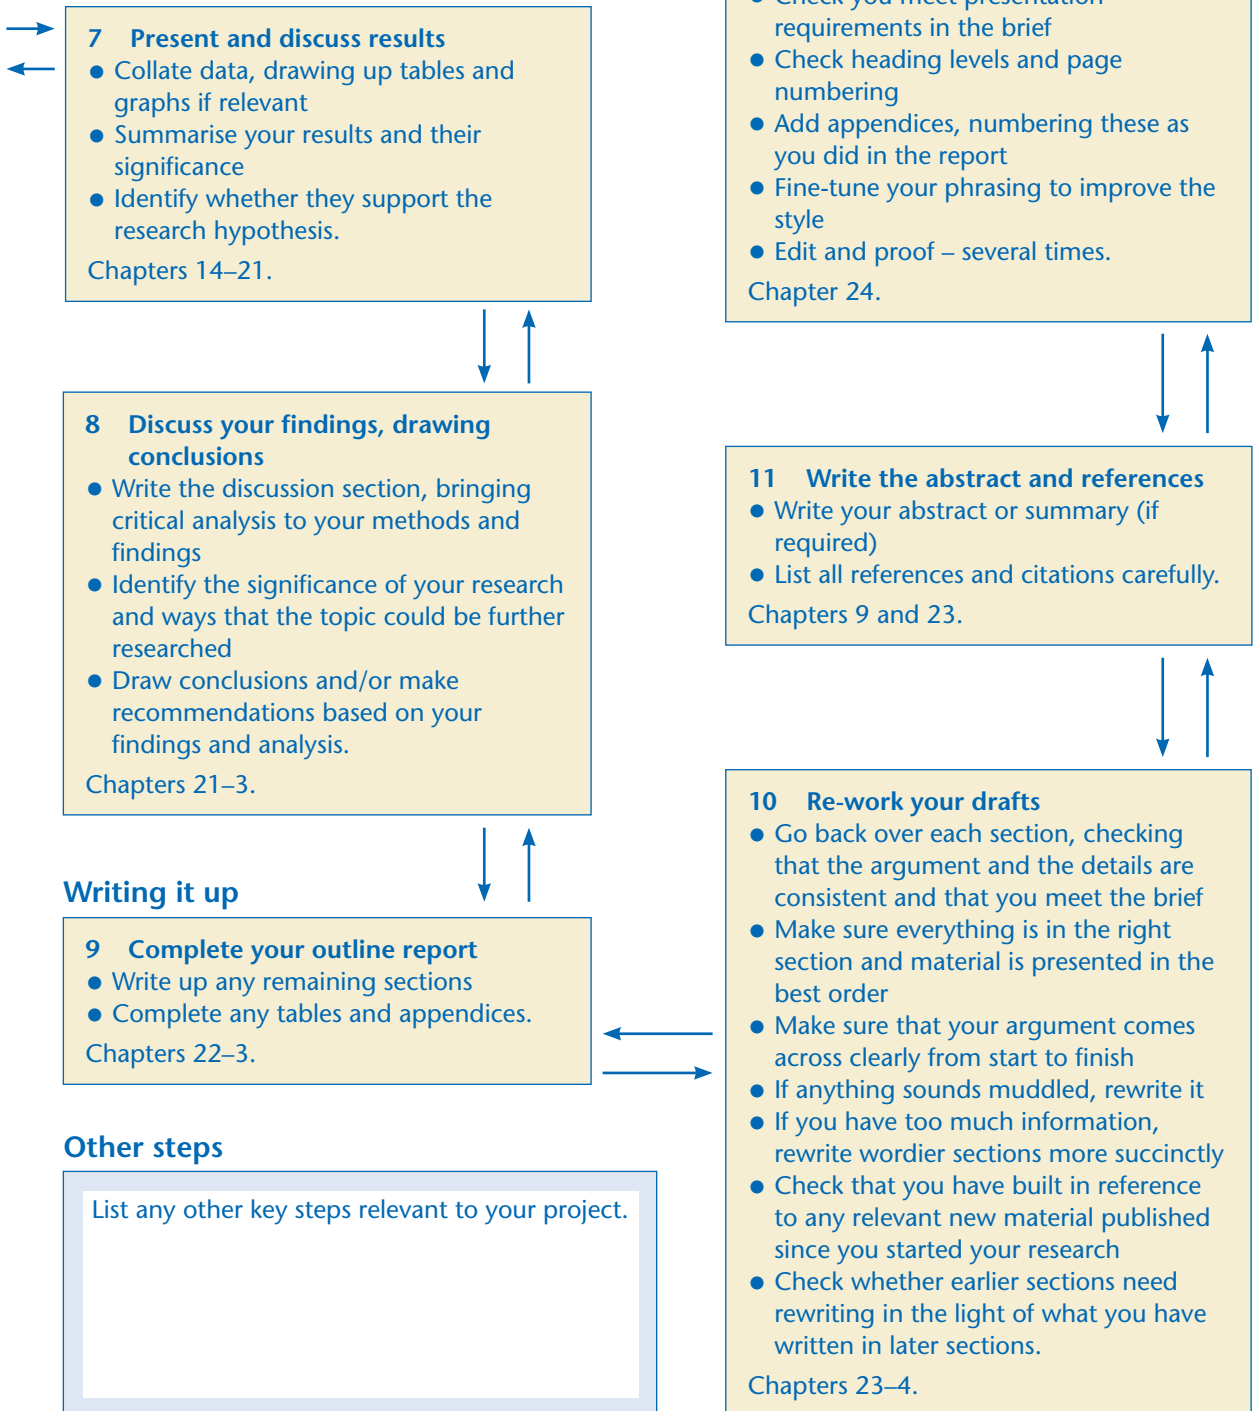 7 Present and discuss results
● Collate data, drawing up tables and
graphs if relevant
● Summarise your results and their
significance
● Identify whether they support the
research hypothesis.
Chapters 14–21.
8 Discuss your findings, drawing
conclusions
● Write the discussion section, bringing
critical analysis to your methods and
findings
● Identify the significance of your research
and ways that the topic could be further
researched
● Draw conclusions and/or make
recommendations based on your
findings and analysis.
Chapters 21–3.
Writing it up
9 Complete your outline report
● Write up any remaining sections
● Complete any tables and appendices.
Chapters 22–3.
Other steps
List any other key steps relevant to your project.
● Check you meet presentation
requirements in the brief
● Check heading levels and page
numbering
● Add appendices, numbering these as
you did in the report
● Fine-tune your phrasing to improve the
style
● Edit and proof – several times.
Chapter 24.
11 Write the abstract and references
● Write your abstract or summary (if
required)
● List all references and citations carefully.
Chapters 9 and 23.
10 Re-work your drafts
● Go back over each section, checking
that the argument and the details are
consistent and that you meet the brief
● Make sure everything is in the right
section and material is presented in the
best order
● Make sure that your argument comes
across clearly from start to finish
● If anything sounds muddled, rewrite it
● If you have too much information,
rewrite wordier sections more succinctly
● Check that you have built in reference
to any relevant new material published
since you started your research
● Check whether earlier sections need
rewriting in the light of what you have
written in later sections.
Chapters 23–4.